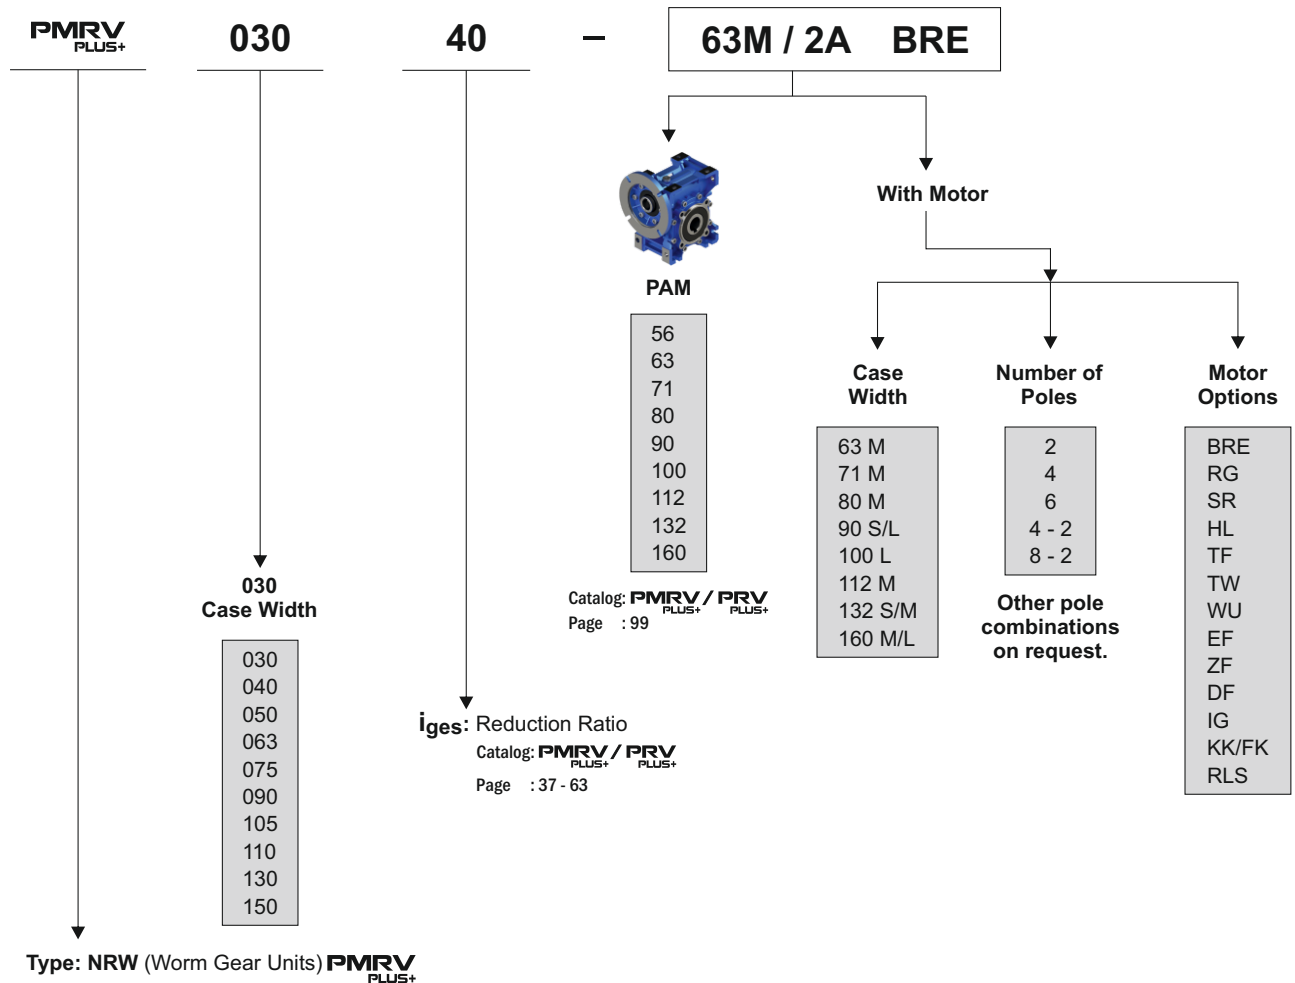 PMRV PLUS+ 030 40 – 63M / 2A BRE
With Motor
PAM
56
63
71
80
90
100
112
132
160
Catalog: PMRV PLUS+ / PRV PLUS+
Page : 99
Case
Width
63 M
71 M
80 M
90 S/L
100 L
112 M
132 S/M
160 M/L
Number of
Poles
2
4
6
4 - 2
8 - 2
Other pole
combinations
on request.
Motor
Options
BRE
RG
SR
HL
TF
TW
WU
EF
ZF
DF
IG
KK/FK
RLS
030
Case Width
030
040
050
063
075
090
105
110
130
150
iges: Reduction Ratio
Catalog: PMRV PLUS+ / PRV PLUS+
Page : 37 - 63
Type: NRW (Worm Gear Units) PMRV PLUS+